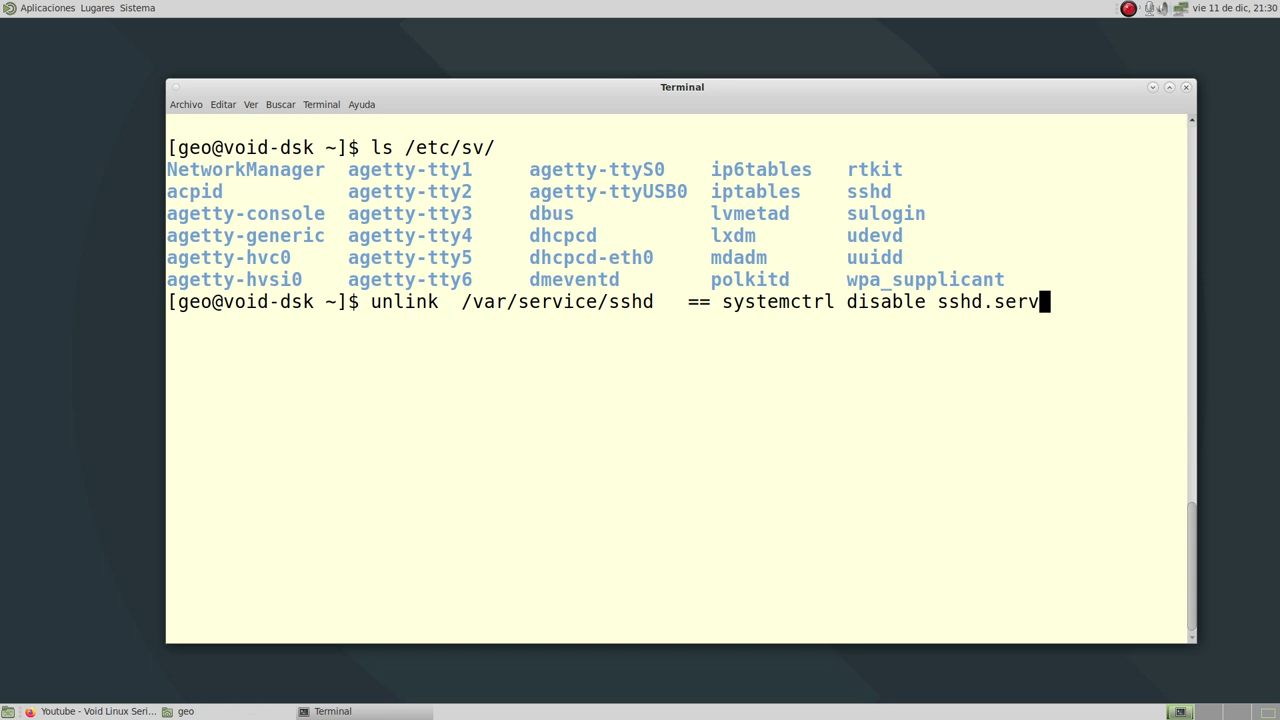 Aplicaciones Lugares Sistema
vie 11 de dic, 21:30
Terminal
Archivo Editar Ver Buscar Terminal Ayuda
[geo@void-dsk ~]$ ls /etc/sv/
NetworkManager agetty-tty1 agetty-ttyS0 ip6tables rtkit
acpid agetty-tty2 agetty-ttyUSB0 iptables sshd
agetty-console agetty-tty3 dbus lvmetad sulogin
agetty-generic agetty-tty4 dhcpcd lxdm udevd
agetty-hvc0 agetty-tty5 dhcpcd-eth0 mdadm uuidd
agetty-hvsi0 agetty-tty6 dmeventd polkitd wpa_supplicant
[geo@void-dsk ~]$ unlink  /var/service/sshd   == systemctrl disable sshd.serv
Youtube - Void Linux Seri...
geo
Terminal